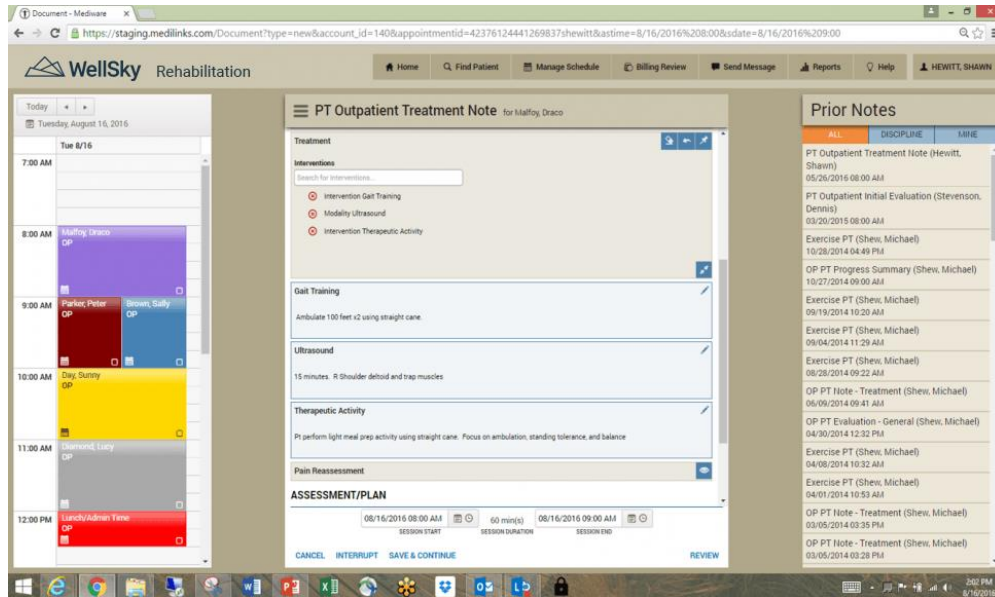 Document - Mediware
https://staging.medilinks.com/Document?type=new&account_id=140&appointmentid=42376124441269837shewitt&astime=8/16/2016%208:00&sdate=8/16/2016%209:00
WellSky Rehabilitation
Home
Find Patient
Manage Schedule
Billing Review
Send Message
Reports
Help
HEWITT, SHAWN
Today
Tuesday, August 16, 2016
Tue 8/16
7:00 AM
8:00 AM
Malfoy, Draco
OP
9:00 AM
Parker, Peter
OP
Brown, Sally
OP
10:00 AM
Day, Sunny
OP
11:00 AM
Diamond, Lucy
OP
12:00 PM
Lunch/Admin Time
OP
PT Outpatient Treatment Note for Malfoy, Draco
Treatment
Interventions
Search for Interventions...
Intervention Gait Training
Modality Ultrasound
Intervention Therapeutic Activity
Gait Training
Ambulate 100 feet x2 using straight cane.
Ultrasound
15 minutes. R Shoulder deltoid and trap muscles
Therapeutic Activity
Pt perform light meal prep activity using straight cane. Focus on ambulation, standing tolerance, and balance
Pain Reassessment
ASSESSMENT/PLAN
08/16/2016 08:00 AM
SESSION START
60 min(s)
SESSION DURATION
08/16/2016 09:00 AM
SESSION END
CANCEL INTERRUPT SAVE & CONTINUE REVIEW
Prior Notes
ALL DISCIPLINE MINE
PT Outpatient Treatment Note (Hewitt,
Shawn)
05/26/2016 08:00 AM
PT Outpatient Initial Evaluation (Stevenson,
Dennis)
03/20/2015 08:00 AM
Exercise PT (Shew, Michael)
10/28/2014 04:49 PM
OP PT Progress Summary (Shew, Michael)
10/27/2014 09:00 AM
Exercise PT (Shew, Michael)
09/19/2014 10:20 AM
Exercise PT (Shew, Michael)
09/04/2014 11:29 AM
Exercise PT (Shew, Michael)
08/28/2014 09:22 AM
OP PT Note - Treatment (Shew, Michael)
06/09/2014 09:41 AM
OP PT Evaluation - General (Shew, Michael)
04/30/2014 12:32 PM
Exercise PT (Shew, Michael)
04/08/2014 10:32 AM
Exercise PT (Shew, Michael)
04/01/2014 10:53 AM
OP PT Note - Treatment (Shew, Michael)
03/05/2014 03:35 PM
OP PT Note - Treatment (Shew, Michael)
03/05/2014 03:28 PM
2:02 PM
8/16/2016